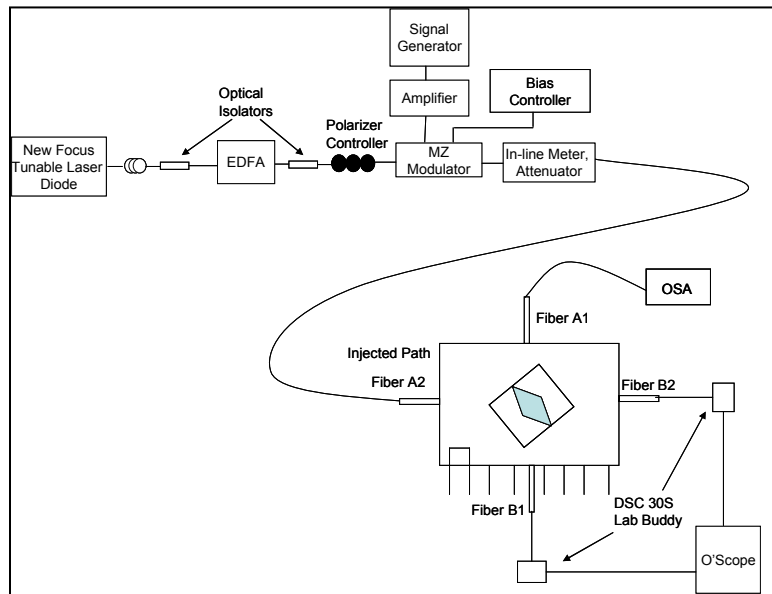 Signal
Generator
Optical
Isolators
Amplifier
Bias
Controller
Polarizer
Controller
New Focus
Tunable Laser
Diode
EDFA
MZ
Modulator
In-line Meter,
Attenuator
OSA
Fiber A1
Injected Path
Fiber A2
Fiber B2
Fiber B1
DSC 30S
Lab Buddy
O'Scope